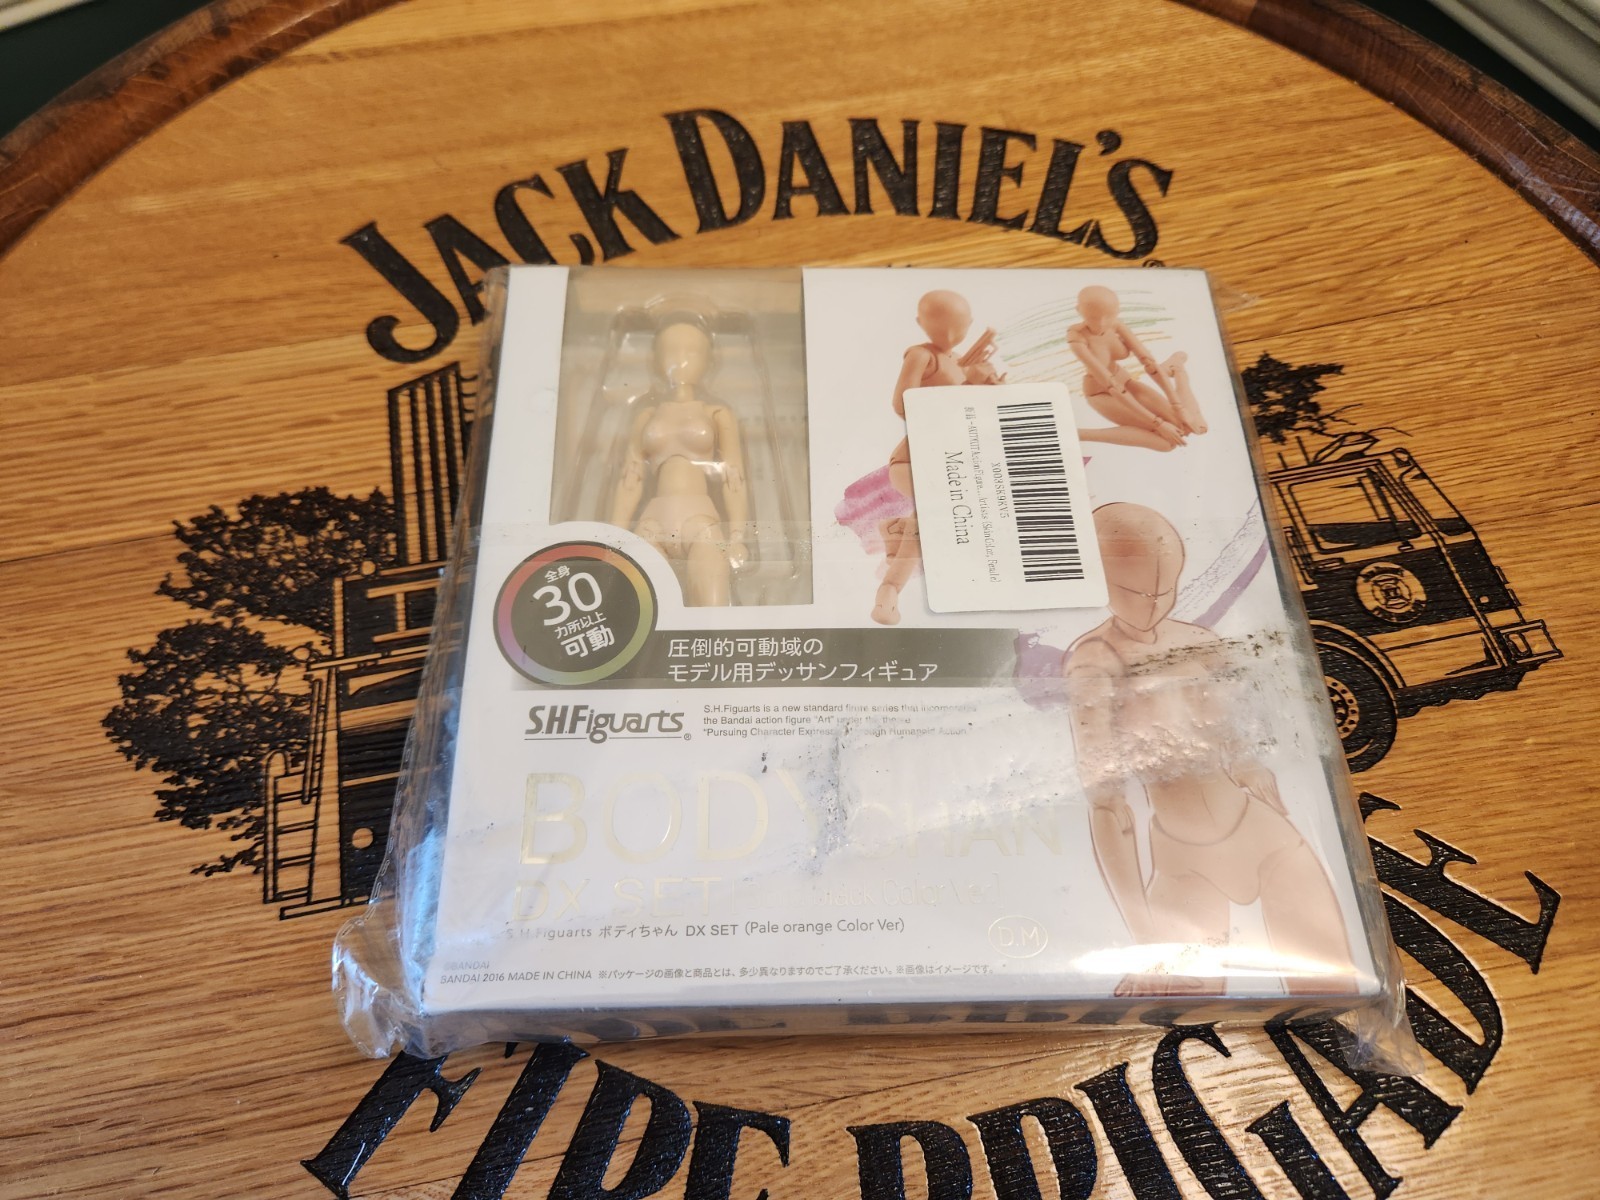 JACK DANIEL'S
®
全身
30
カ所以上
可動
圧倒的可動域の
モデル用デッサンフィギュア
S.H.Figuarts®
S.H.Figuarts is a new standard figure series that incorporates
the Bandai action figure "Art" under the theme
"Pursuing Character Expression Through Humanoid Action
BODY CHAN
DX SET
Color Ver.]
S.H.Figuarts ボディちゃん DX SET (Pale orange Color Ver)
D.M
©BANDAI
BANDAI 2016 MADE IN CHINA ※パッケージの画像と商品とは、多少異なりますのでご了承ください。※画像はイメージです。
Made in China
FIRE BRIGADE